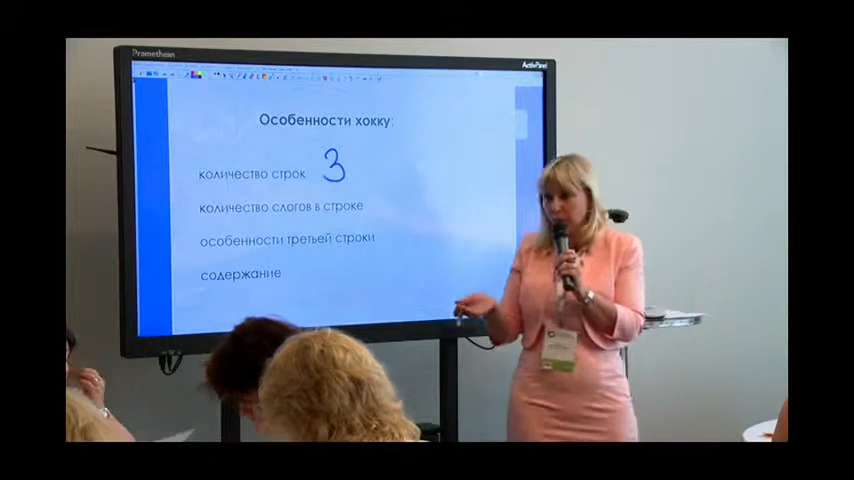 Promethean
ActivPanel
Особенности хокку:
количество строк 3
количество слогов в строке
особенности третьей строки
содержание